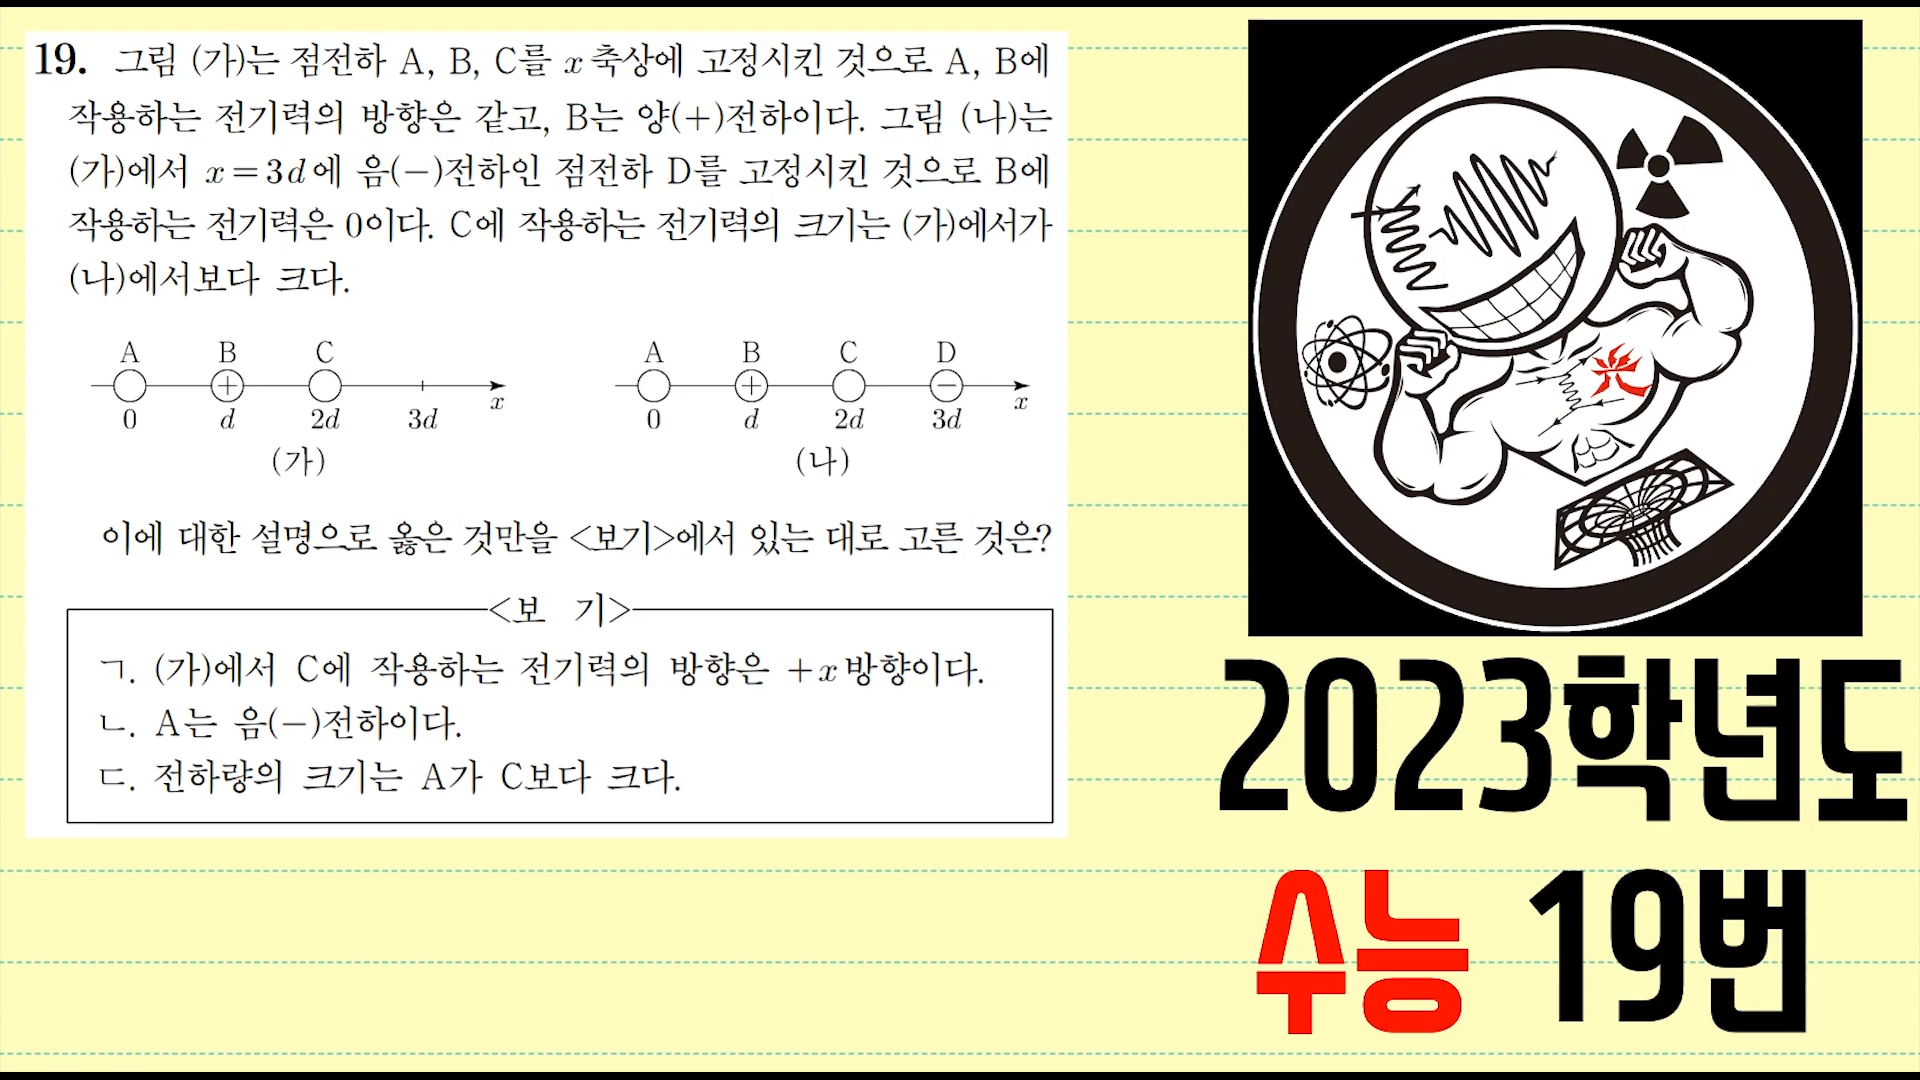 19. 그림 (가)는 점전하 A, B, C를 x축상에 고정시킨 것으로 A, B에
작용하는 전기력의 방향은 같고, B는 양(+)전하이다. 그림 (나)는
(가)에서 x=3d에 음(-)전하인 점전하 D를 고정시킨 것으로 B에
작용하는 전기력은 0이다. C에 작용하는 전기력의 크기는 (가)에서가
(나)에서보다 크다.
A B C
+
0 d 2d 3d x
(가)
A B C D
+ −
0 d 2d 3d x
(나)
이에 대한 설명으로 옳은 것만을 <보기>에서 있는 대로 고른 것은?
<보 기>
ㄱ. (가)에서 C에 작용하는 전기력의 방향은 +x방향이다.
ㄴ. A는 음(-)전하이다.
ㄷ. 전하량의 크기는 A가 C보다 크다.
2023학년도
수능 19번